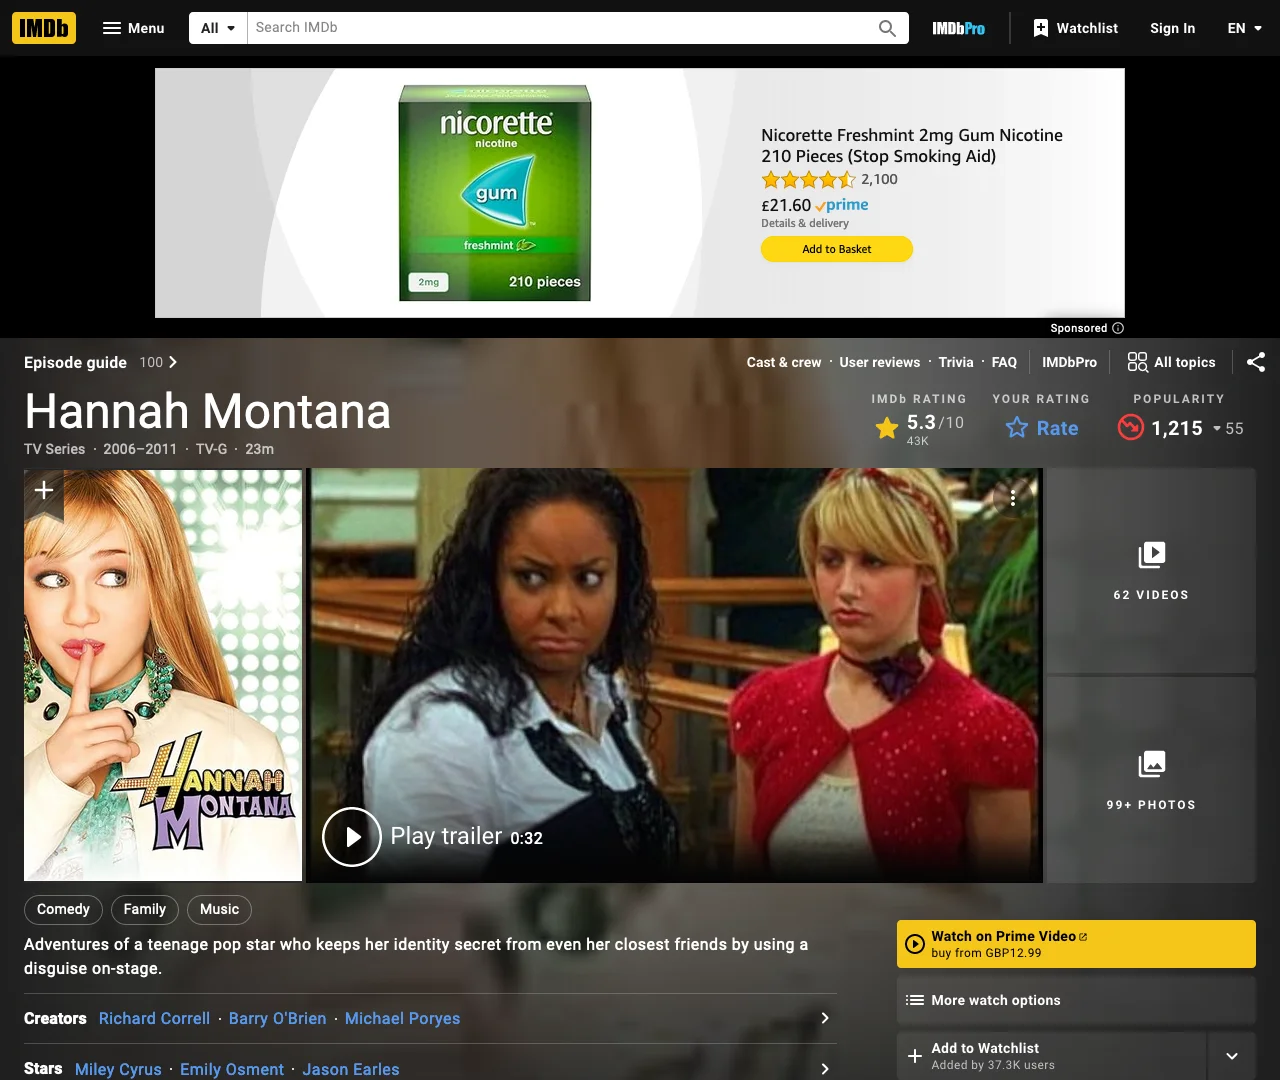 IMDb
Menu
All
Search IMDb
IMDbPro
Watchlist
Sign In
EN
nicorette
nicotine
gum
freshmint
2mg
210 pieces
Nicorette Freshmint 2mg Gum Nicotine
210 Pieces (Stop Smoking Aid)
2,100
£21.60 prime
Details & delivery
Add to Basket
Sponsored
Episode guide 100
Cast & crew · User reviews · Trivia · FAQ
IMDbPro
All topics
Hannah Montana
TV Series · 2006–2011 · TV-G · 23m
IMDb RATING
5.3/10
43K
YOUR RATING
Rate
POPULARITY
1,215 55
HANNAH
MONTANA
Play trailer 0:32
62 VIDEOS
99+ PHOTOS
Comedy
Family
Music
Adventures of a teenage pop star who keeps her identity secret from even her closest friends by using a
disguise on-stage.
Creators Richard Correll · Barry O'Brien · Michael Poryes
Stars Miley Cyrus · Emily Osment · Jason Earles
Watch on Prime Video
buy from GBP12.99
More watch options
Add to Watchlist
Added by 37.3K users